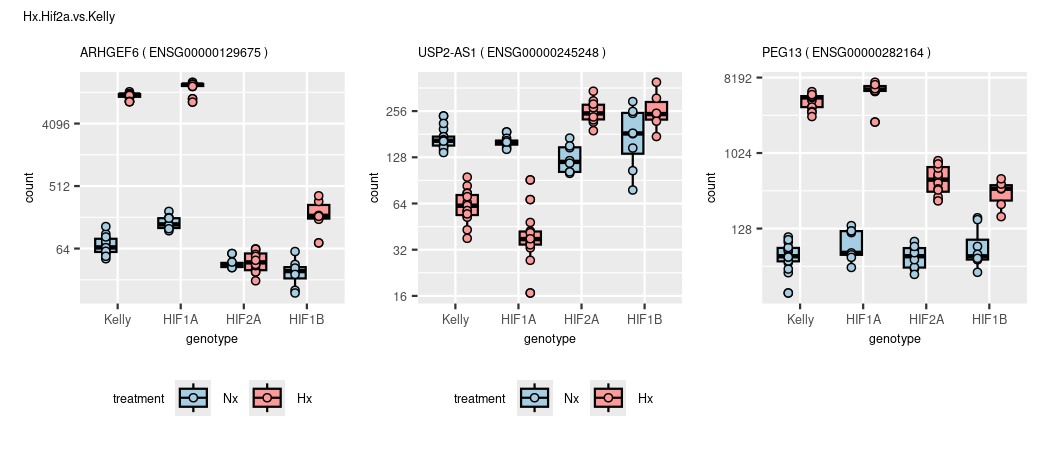 Hx.Hif2a.vs.Kelly
ARHGEF6 ( ENSG00000129675 )
4096
512
64
count
Kelly HIF1A HIF2A HIF1B
genotype
treatment Nx Hx
USP2-AS1 ( ENSG00000245248 )
256
128
64
32
16
count
Kelly HIF1A HIF2A HIF1B
genotype
treatment Nx Hx
PEG13 ( ENSG00000282164 )
8192
1024
128
count
Kelly HIF1A HIF2A HIF1B
genotype